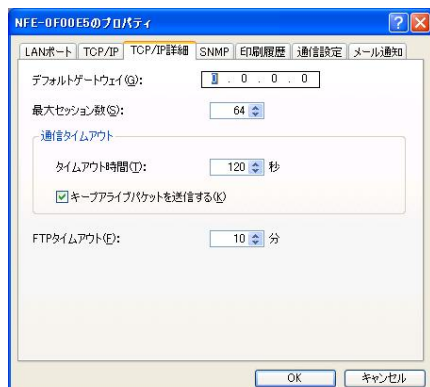 NFE-0F00E5のプロパティ
LANポート TCP/IP TCP/IP詳細 SNMP 印刷履歴 通信設定 メール通知
デフォルトゲートウェイ(G): 0 . 0 . 0 . 0
最大セッション数(S): 64
通信タイムアウト
タイムアウト時間(T): 120 秒
キープアライブパケットを送信する(K)
FTPタイムアウト(F): 10 分
OK キャンセル